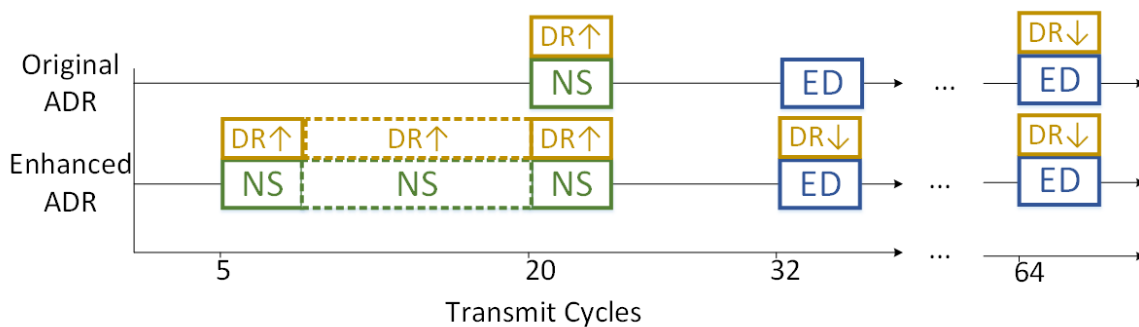 DR↑ DR↓
Original ADR NS ED ... ED
DR↑ DR↑ DR↑ DR↓ DR↓
Enhanced ADR NS NS NS ED ... ED
...
5 20 32 64
Transmit Cycles